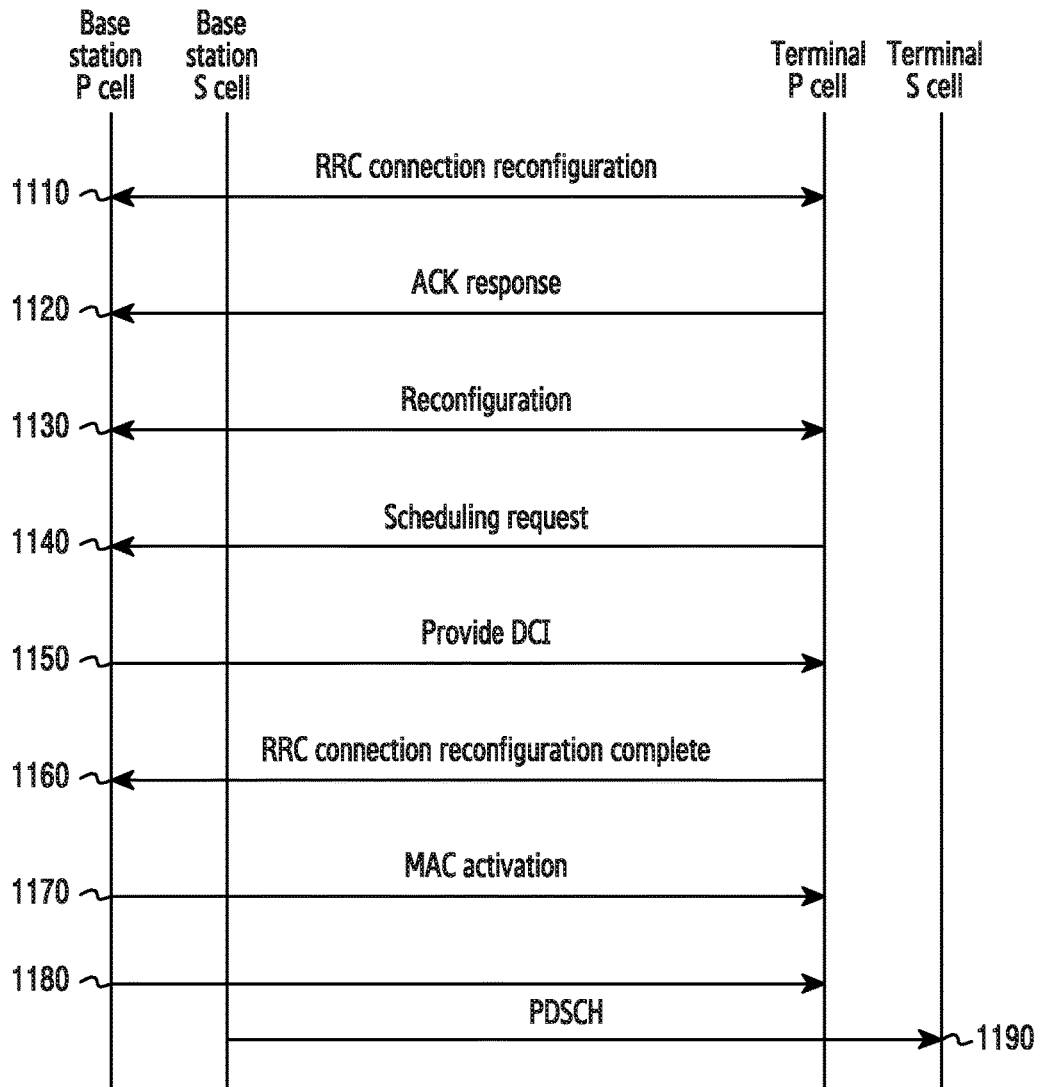 Base
station
P cell
Base
station
S cell
Terminal
P cell
Terminal
S cell
RRC connection reconfiguration
1110
ACK response
1120
Reconfiguration
1130
Scheduling request
1140
Provide DCI
1150
RRC connection reconfiguration complete
1160
MAC activation
1170
1180
PDSCH
1190